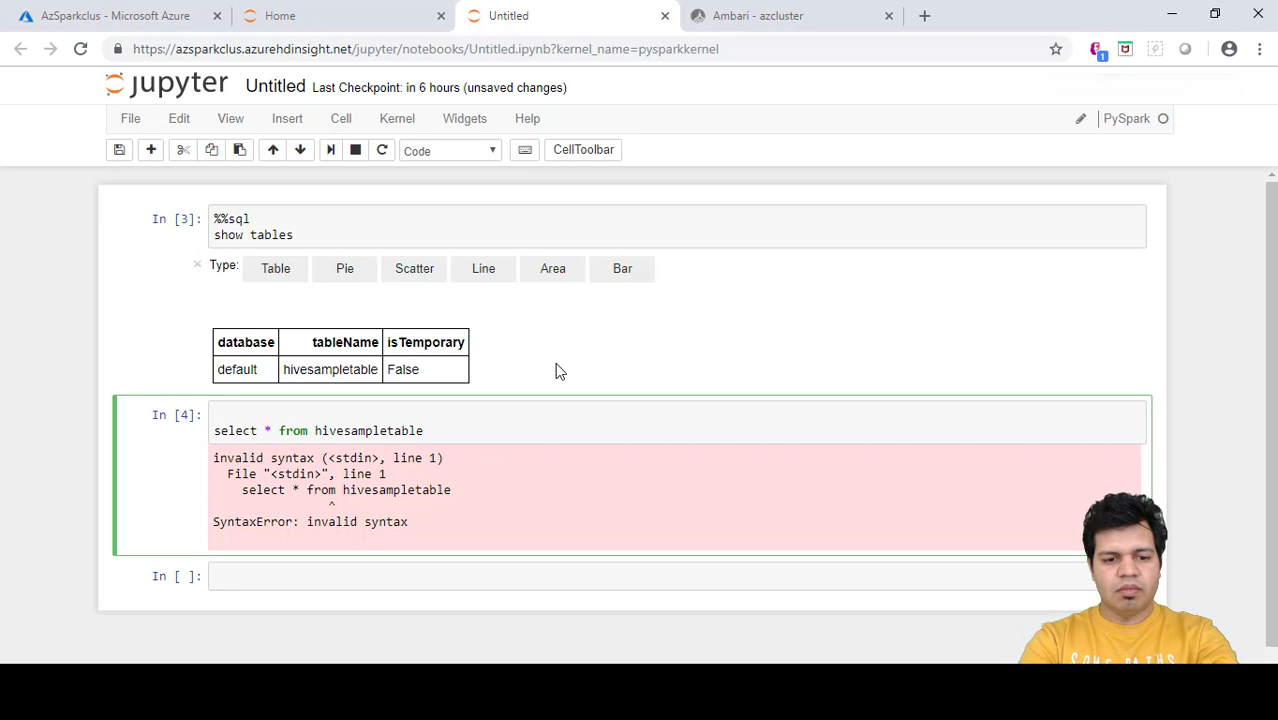 AzSparkclus - Microsoft Azure
Home
Untitled
Ambari - azcluster
https://azsparkclus.azurehdinsight.net/jupyter/notebooks/Untitled.ipynb?kernel_name=pysparkkernel
1
jupyter Untitled Last Checkpoint: in 6 hours (unsaved changes)
File Edit View Insert Cell Kernel Widgets Help PySpark
Code CellToolbar
In [3]: %%sql
show tables
Type: Table Pie Scatter Line Area Bar
database tableName isTemporary
default hivesampletable False
In [4]:
select * from hivesampletable
invalid syntax (<stdin>, line 1)
File "<stdin>", line 1
select * from hivesampletable
^
SyntaxError: invalid syntax
In [ ]: